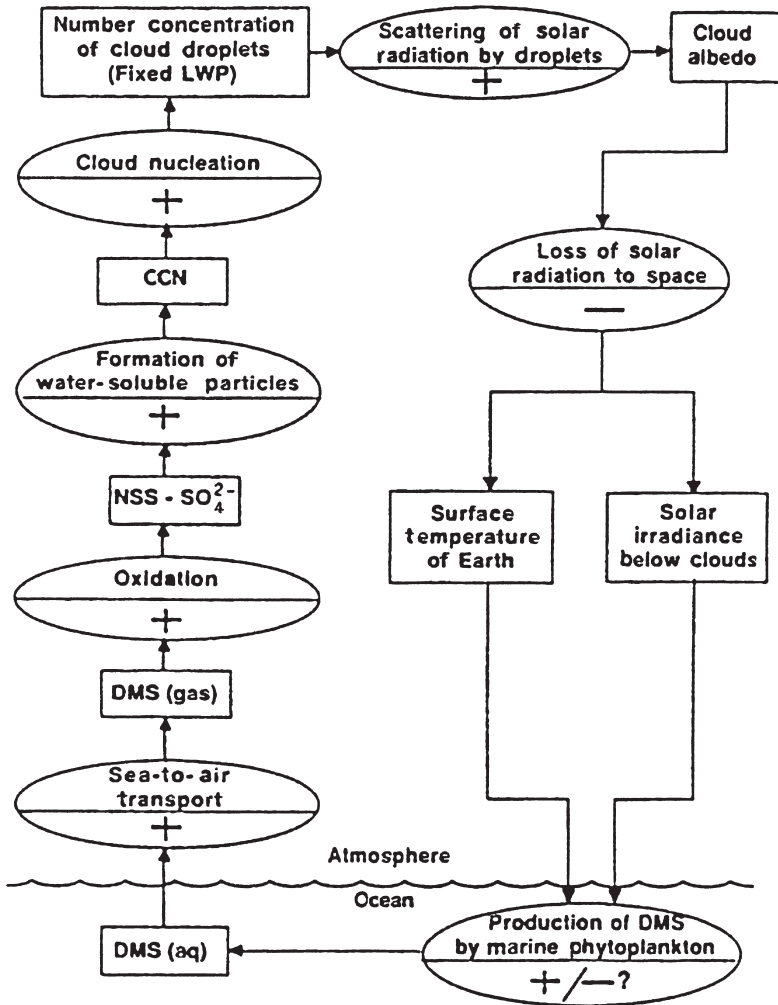 Number concentration
of cloud droplets
(Fixed LWP)
Scattering of solar
radiation by droplets
+
Cloud
albedo
Cloud nucleation
+
Loss of solar
radiation to space
—
CCN
Formation of
water-soluble particles
+
NSS - SO₄²⁻
Surface
temperature
of Earth
Solar
irradiance
below clouds
Oxidation
+
DMS (gas)
Sea-to-air
transport
+
Atmosphere
Ocean
DMS (aq)
Production of DMS
by marine phytoplankton
+/—?